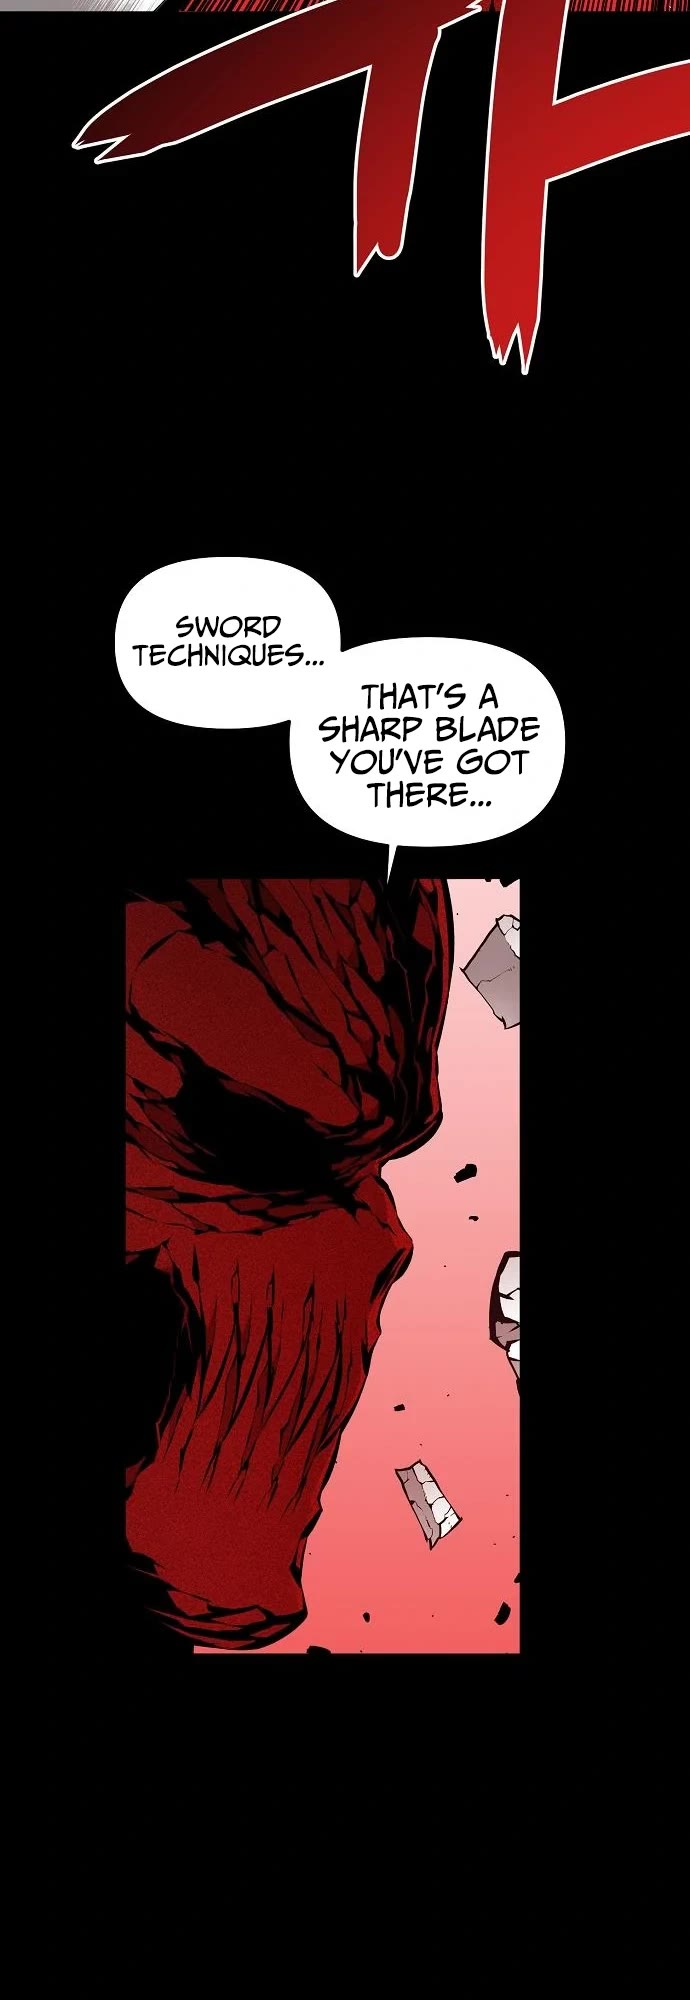 SWORD
TECHNIQUES...
THAT'S A
SHARP BLADE
YOU'VE GOT
THERE...